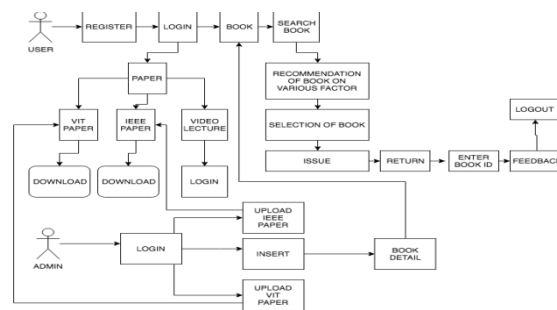 USER
REGISTER
LOGIN
BOOK
SEARCH
BOOK
PAPER
RECOMMENDATION
OF BOOK ON
VARIOUS FACTOR
VIT
PAPER
IEEE
PAPER
VIDEO
LECTURE
SELECTION OF BOOK
LOGOUT
DOWNLOAD
DOWNLOAD
LOGIN
ISSUE
RETURN
ENTER
BOOK ID
FEEDBACK
ADMIN
LOGIN
UPLOAD
IEEE
PAPER
INSERT
BOOK
DETAIL
UPLOAD
VIT
PAPER